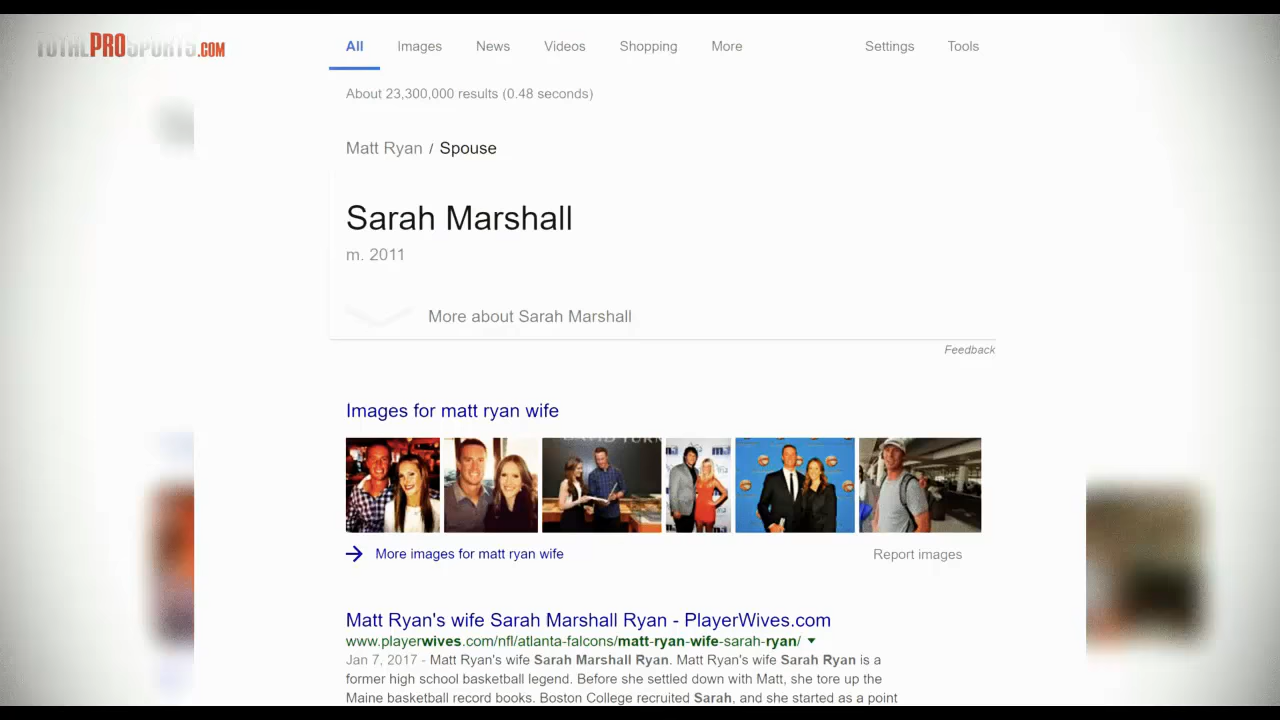 TOTALPROSPORTS.COM
All Images News Videos Shopping More Settings Tools
About 23,300,000 results (0.48 seconds)
Matt Ryan / Spouse
Sarah Marshall
m. 2011
More about Sarah Marshall
Feedback
Images for matt ryan wife
More images for matt ryan wife Report images
Matt Ryan's wife Sarah Marshall Ryan - PlayerWives.com
www.playerwives.com/nfl/atlanta-falcons/matt-ryan-wife-sarah-ryan/
Jan 7, 2017 - Matt Ryan's wife Sarah Marshall Ryan. Matt Ryan's wife Sarah Ryan is a
former high school basketball legend. Before she settled down with Matt, she tore up the
Maine basketball record books. Boston College recruited Sarah, and she started as a point